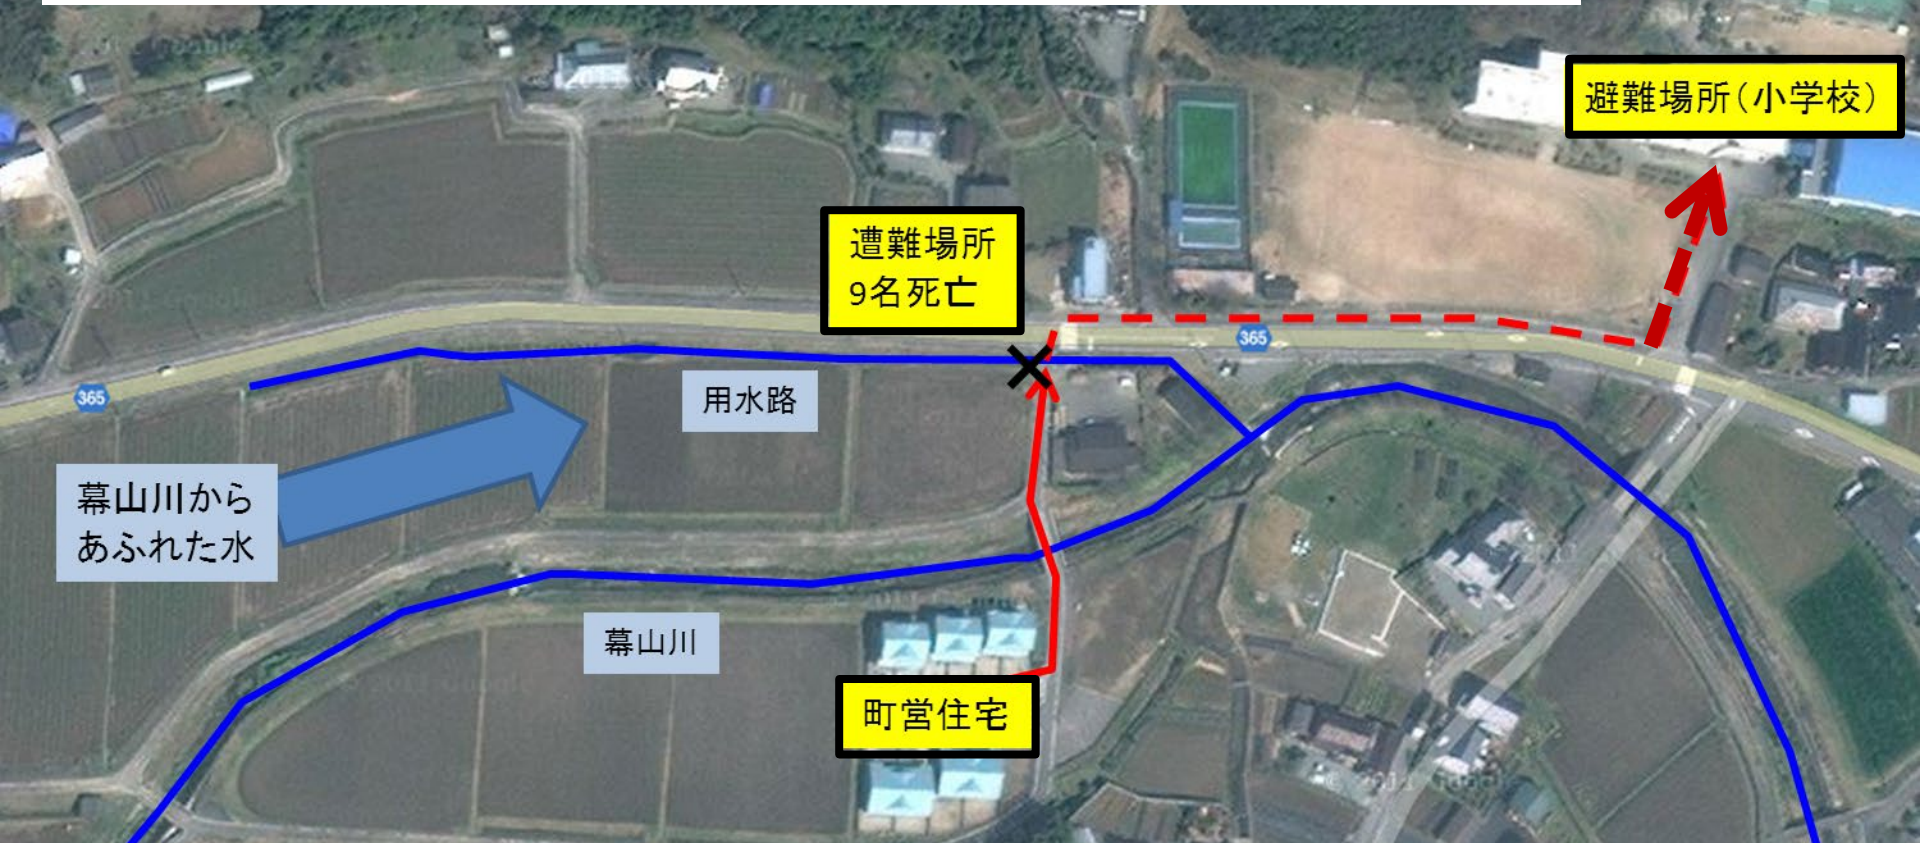 避難場所(小学校)
遭難場所
9名死亡
365
用水路
365
幕山川から
あふれた水
幕山川
町営住宅